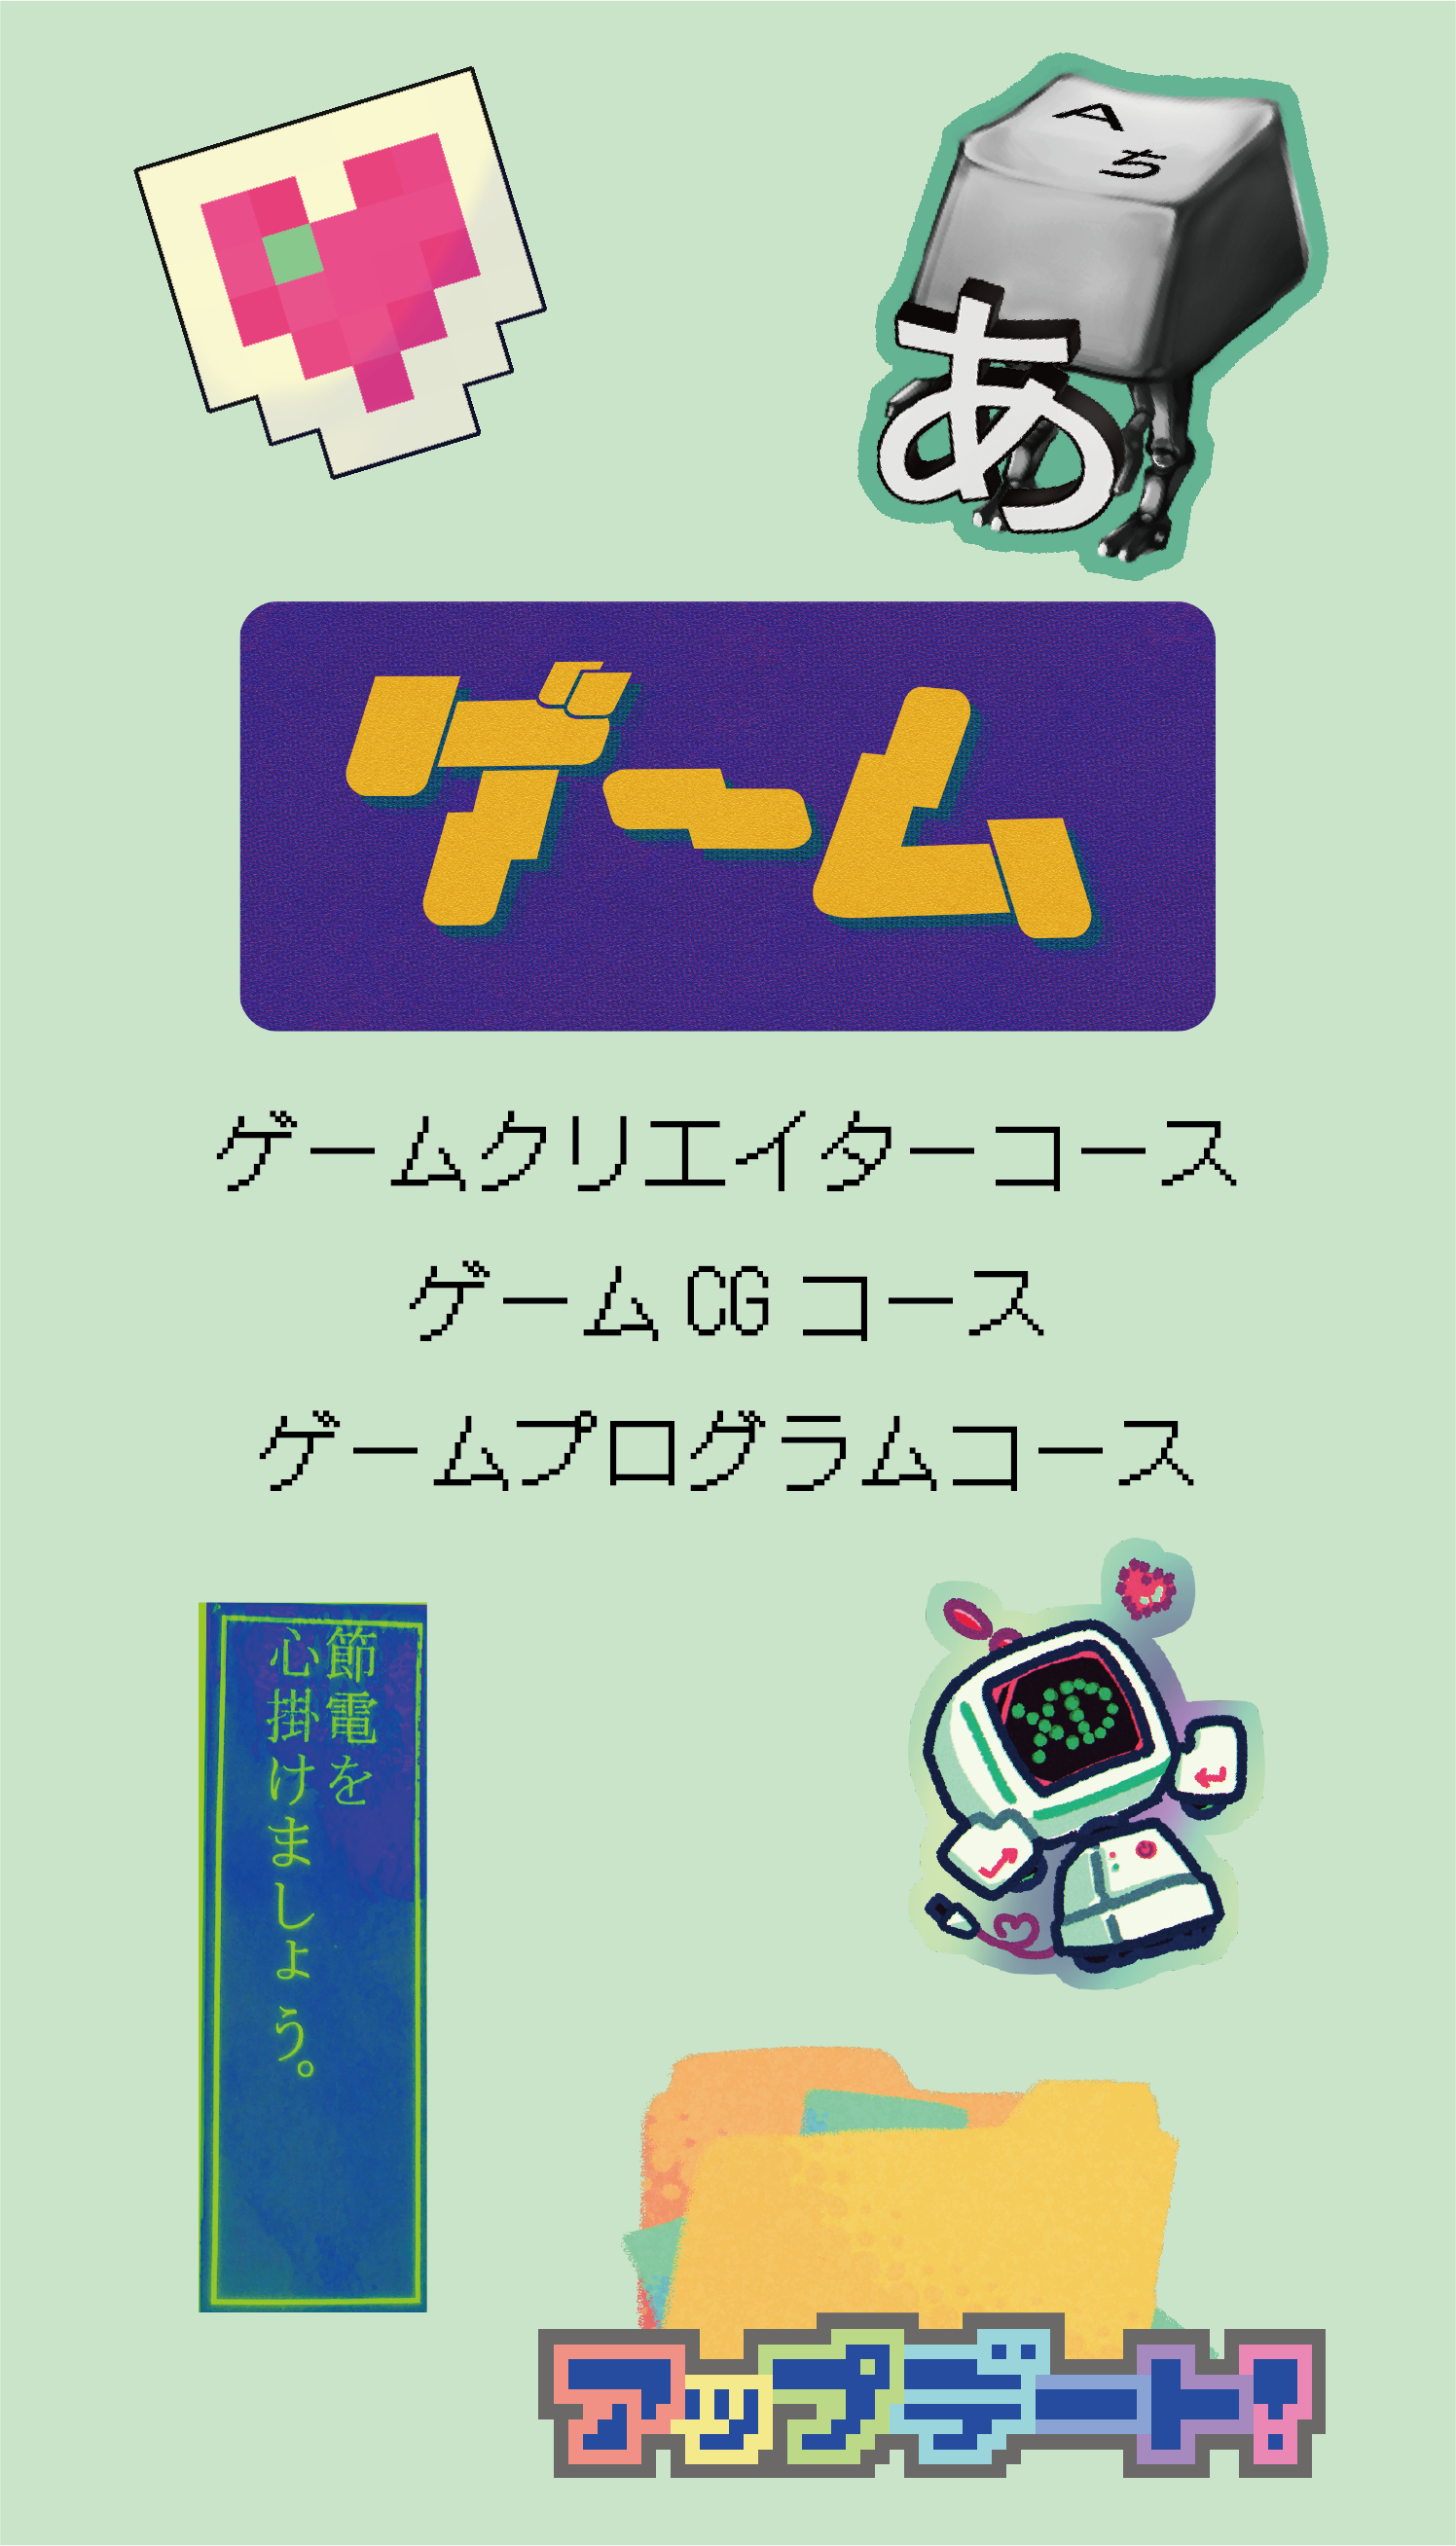 A
ち
あ
ゲーム
ゲームクリエイターコース
ゲームCGコース
ゲームプログラムコース
節電を
心掛けましょう。
アップデート!